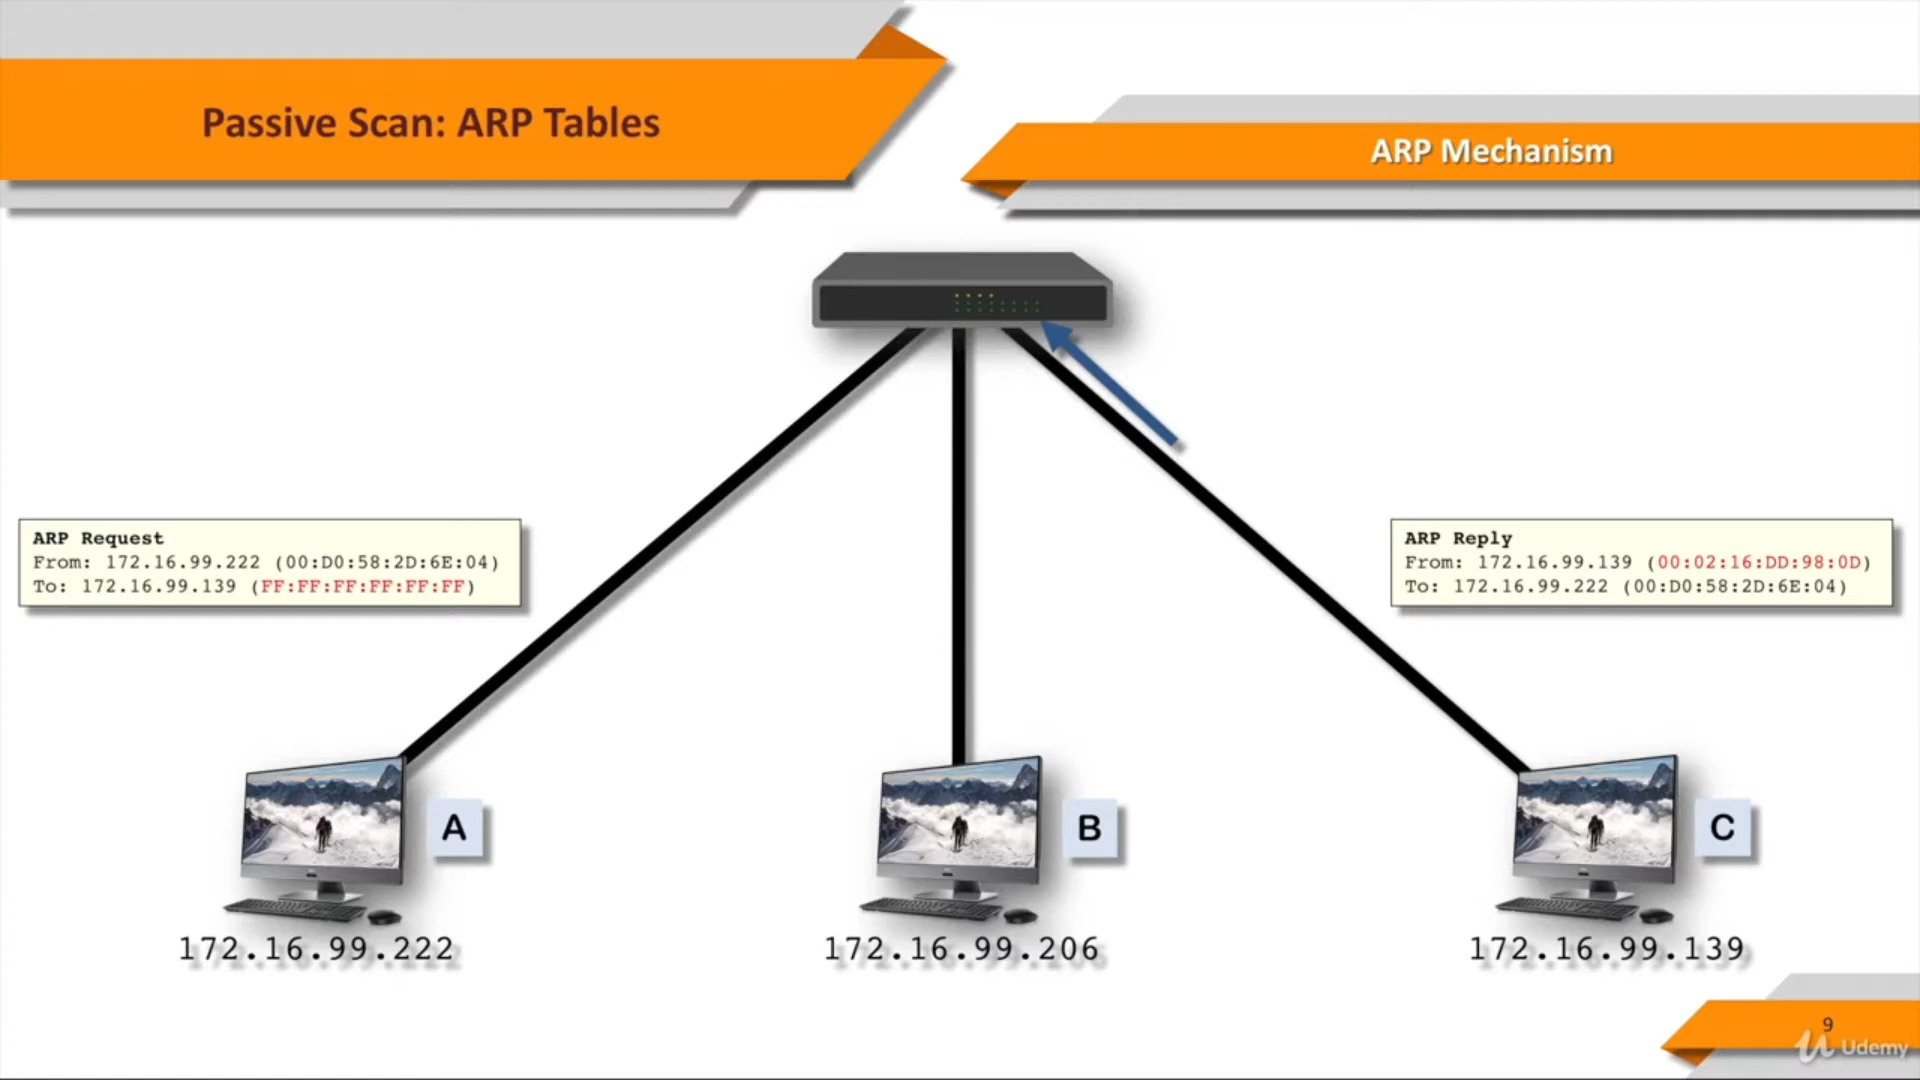 Passive Scan: ARP Tables
ARP Mechanism
ARP Request
From: 172.16.99.222 (00:D0:58:2D:6E:04)
To: 172.16.99.139 (FF:FF:FF:FF:FF:FF)
ARP Reply
From: 172.16.99.139 (00:02:16:DD:98:0D)
To: 172.16.99.222 (00:D0:58:2D:6E:04)
A
B
C
172.16.99.222
172.16.99.206
172.16.99.139
9
Udemy